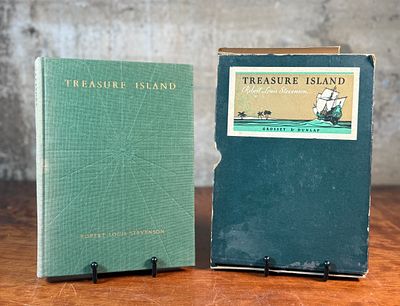 TREASURE ISLAND
ROBERT LOUIS STEVENSON
TREASURE ISLAND
Robert Louis Stevenson
GROSSET & DUNLAP